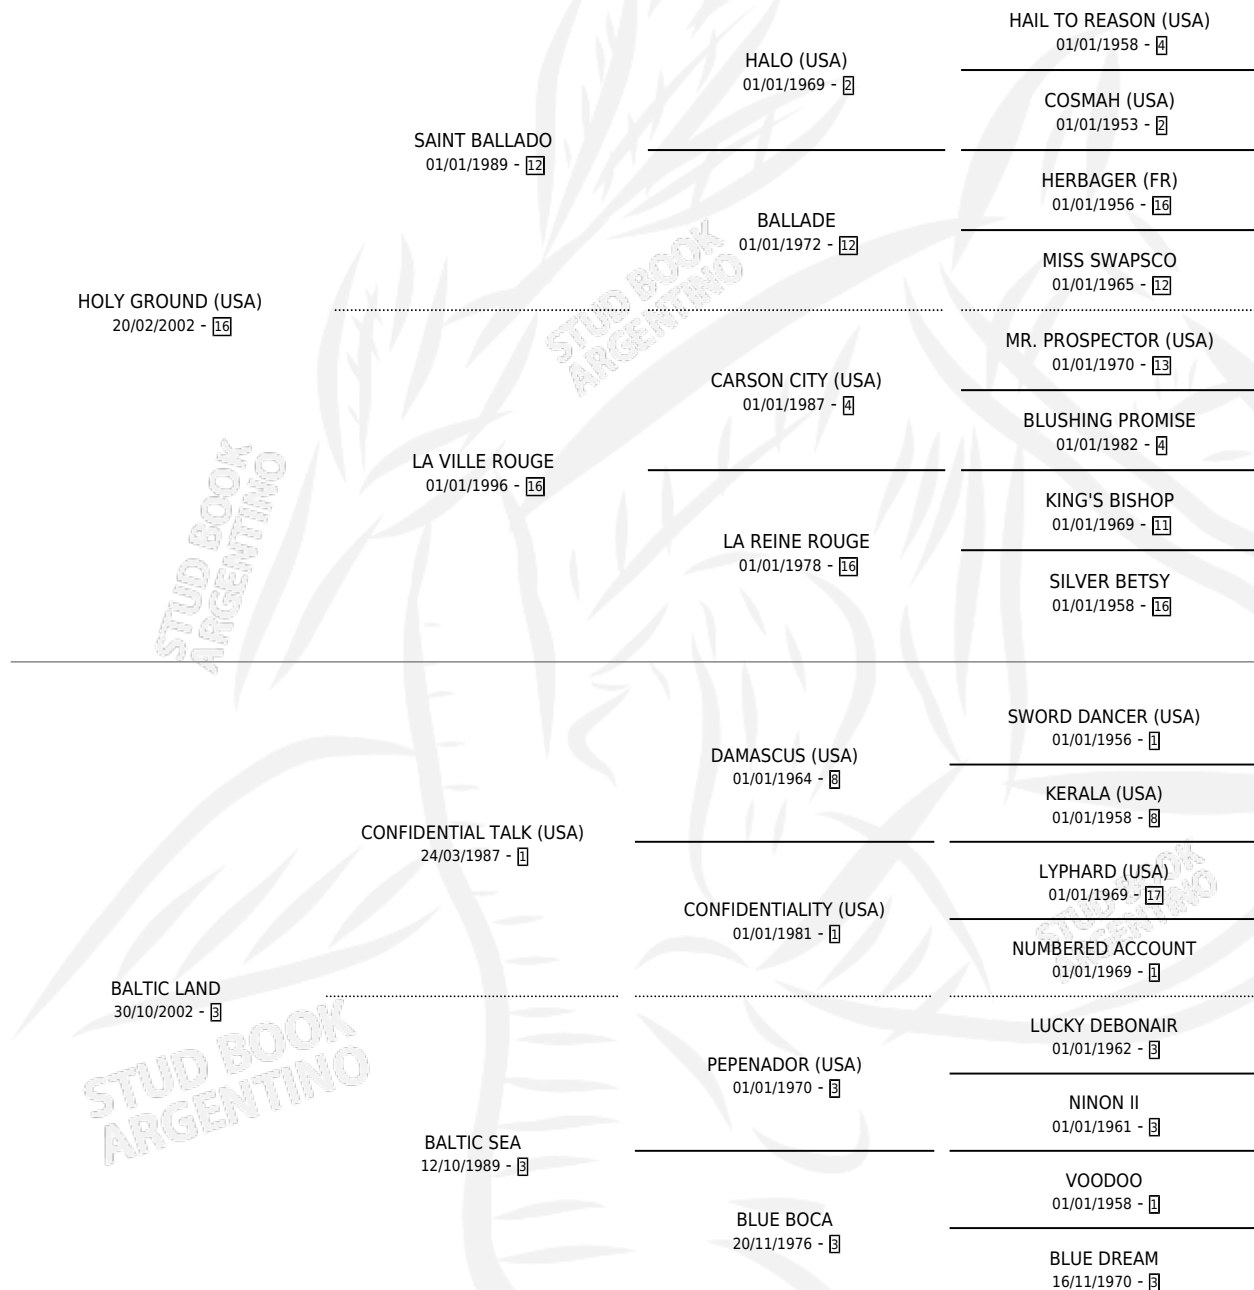 HAIL TO REASON (USA)
01/01/1958 - 4
HALO (USA)
01/01/1969 - 2
COSMAH (USA)
01/01/1953 - 2
SAINT BALLADO
01/01/1989 - 12
HERBAGER (FR)
01/01/1956 - 16
BALLADE
01/01/1972 - 12
MISS SWAPSCO
01/01/1965 - 12
HOLY GROUND (USA)
20/02/2002 - 16
MR. PROSPECTOR (USA)
01/01/1970 - 13
CARSON CITY (USA)
01/01/1987 - 4
BLUSHING PROMISE
01/01/1982 - 4
LA VILLE ROUGE
01/01/1996 - 16
KING'S BISHOP
01/01/1969 - 11
LA REINE ROUGE
01/01/1978 - 16
SILVER BETSY
01/01/1958 - 16
SWORD DANCER (USA)
01/01/1956 - 1
DAMASCUS (USA)
01/01/1964 - 8
KERALA (USA)
01/01/1958 - 8
CONFIDENTIAL TALK (USA)
24/03/1987 - 1
LYPHARD (USA)
01/01/1969 - 17
CONFIDENTIALITY (USA)
01/01/1981 - 1
NUMBERED ACCOUNT
01/01/1969 - 1
BALTIC LAND
30/10/2002 - 3
LUCKY DEBONAIR
01/01/1962 - 3
PEPENADOR (USA)
01/01/1970 - 3
NINON II
01/01/1961 - 3
BALTIC SEA
12/10/1989 - 3
VOODOO
01/01/1958 - 1
BLUE BOCA
20/11/1976 - 3
BLUE DREAM
16/11/1970 - 3
STUD BOOK
ARGENTINO
STUD BOOK
ARGENTINO
STUD BOOK
ARGENTINO
STUD BOOK
ARGENTINO